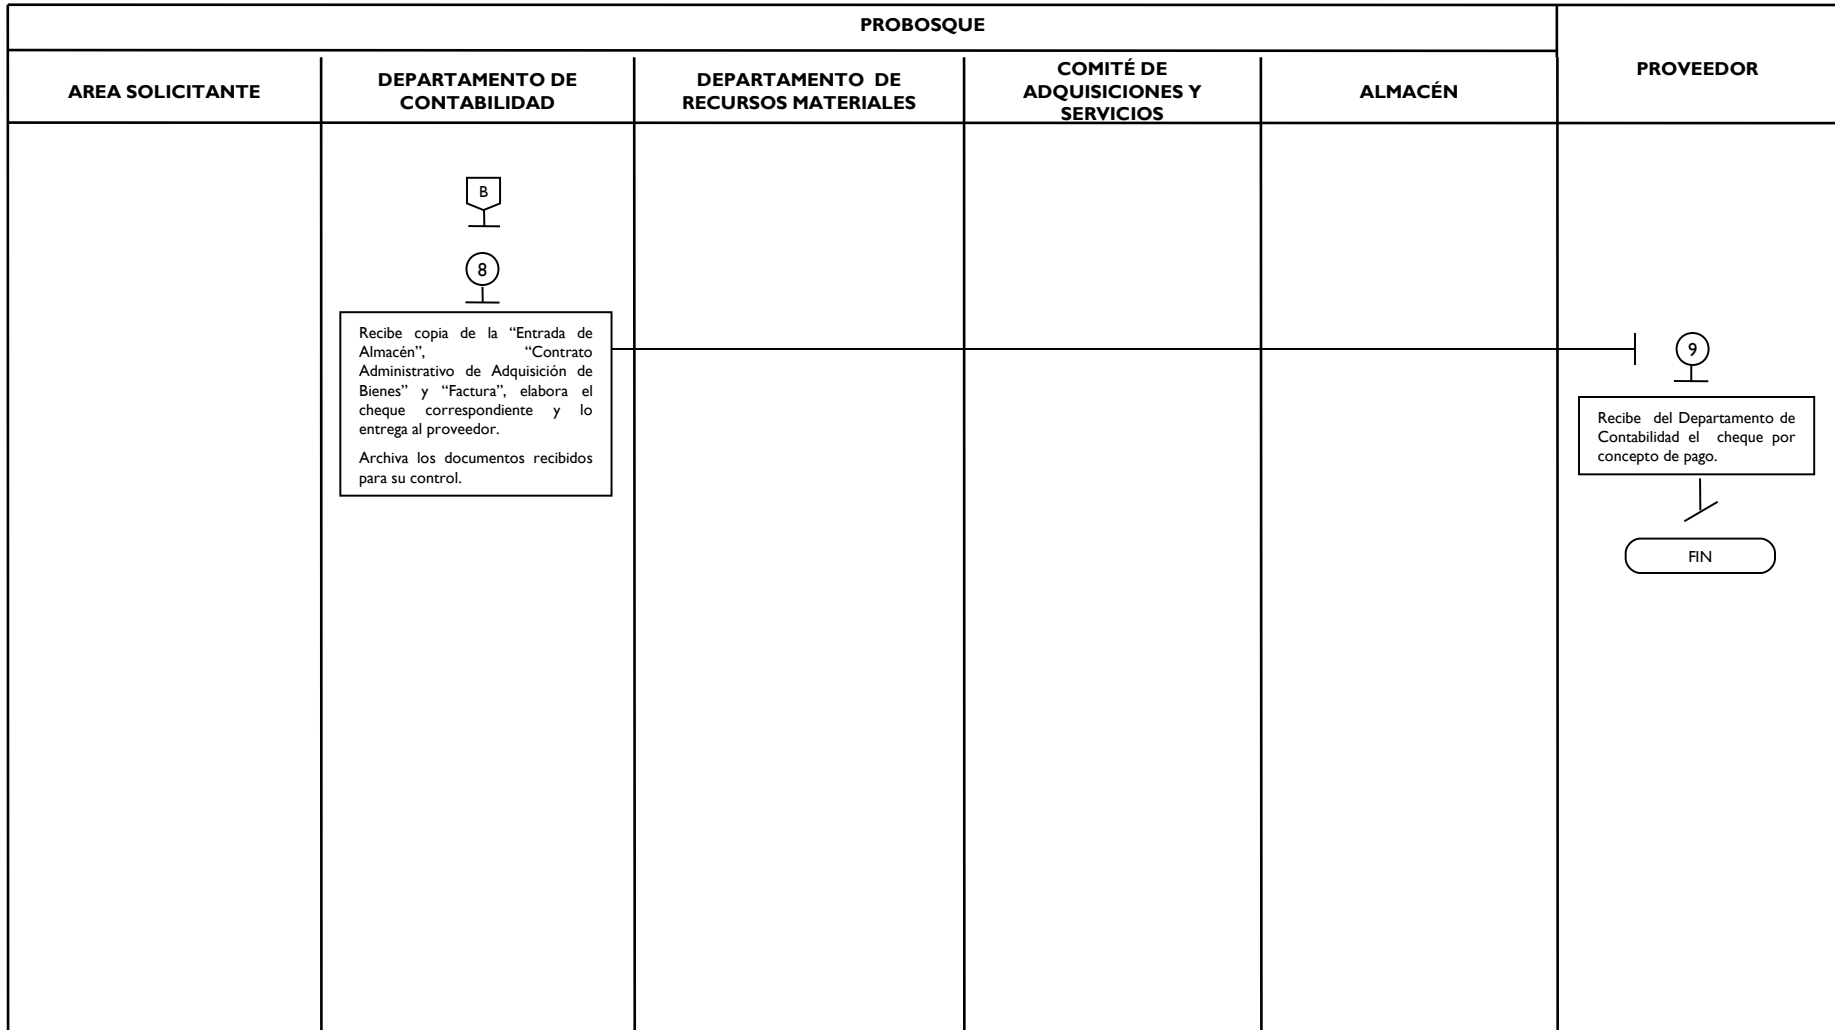 PROBOSQUE
PROVEEDOR
AREA SOLICITANTE
DEPARTAMENTO DE
CONTABILIDAD
DEPARTAMENTO DE
RECURSOS MATERIALES
COMITÉ DE
ADQUISICIONES Y
SERVICIOS
ALMACÉN
B
8
Recibe copia de la “Entrada de
Almacén”, “Contrato
Administrativo de Adquisición de
Bienes” y “Factura”, elabora el
cheque correspondiente y lo
entrega al proveedor.
Archiva los documentos recibidos
para su control.
9
Recibe del Departamento de
Contabilidad el cheque por
concepto de pago.
FIN